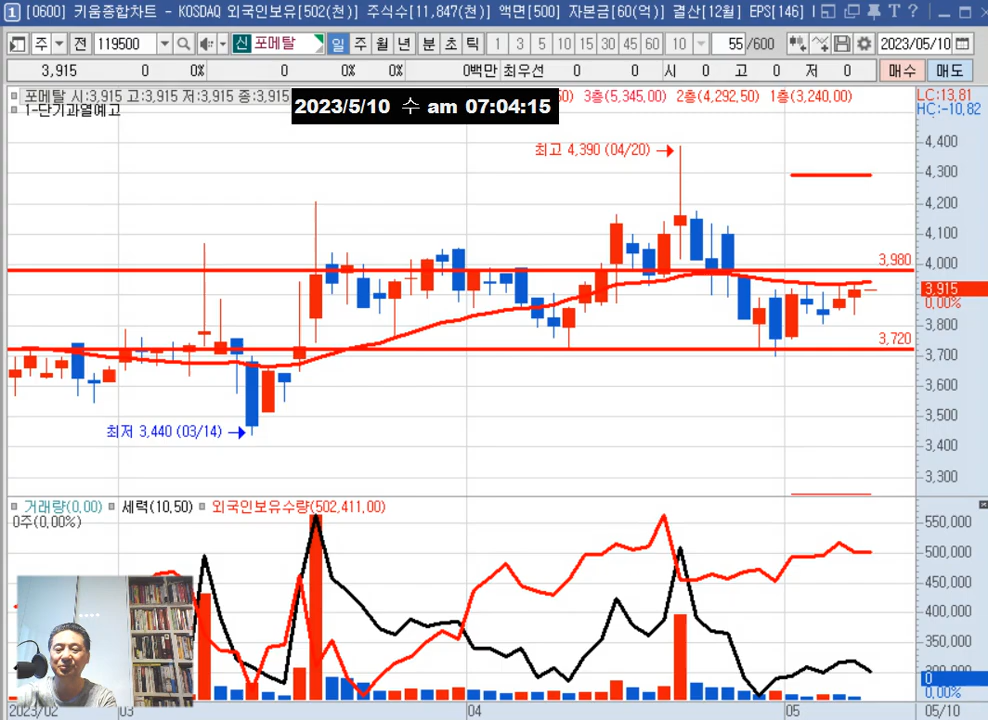 1 [0600] 키움종합차트 - KOSDAQ 외국인보유[502(천)] 주식수[11,847(천)] 액면[500] 자본금[60(억)] 결산[12월] EPS[146]
주 전 119500 신 포메탈 일 주 월 년 분 초 틱 1 3 5 10 15 30 45 60 10 55 /600 2023/05/10
3,915 0 0% 0 0% 0% 0백만 최우선 0 0 시 0 고 0 저 0 매수 매도
포메탈 시:3,915 고:3,915 저:3,915 종:3,915 50) 3층(5,345,00) 2층(4,292,50) 1층(3,240,00) LC:13,81
2023/5/10 수 am 07:04:15
1-단기과열예고 HC:-10,82
4,400
최고 4,390 (04/20)
4,300
4,200
4,100
3,980 4,000
3,915
0,00%
3,800
3,720
3,700
3,600
3,500
최저 3,440 (03/14)
3,400
3,300
거래량(0,00) 세력(10,50) 외국인보유수량(502,411,00)
0주(0,00%)
550,000
500,000
450,000
400,000
350,000
0
0,00%
2023/02 03 04 05 05/10